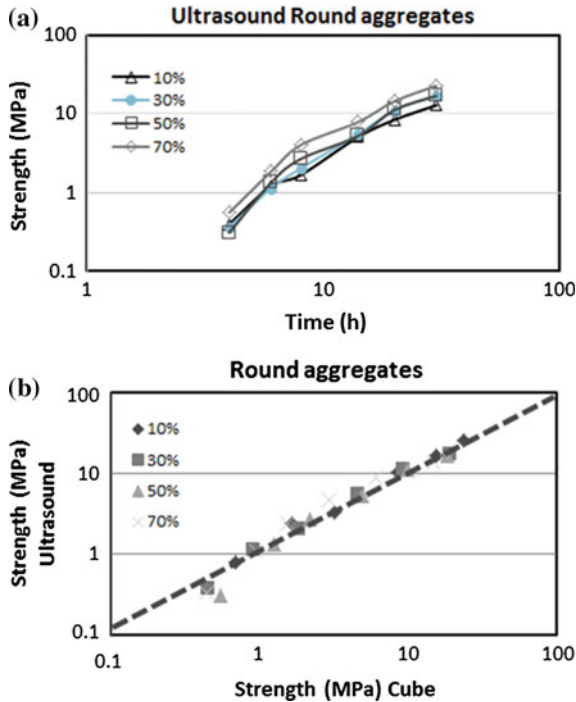 (a)
Ultrasound Round aggregates
Strength (MPa)
100
10
1
0.1
10%
30%
50%
70%
1
10
100
Time (h)
(b)
Round aggregates
Strength (MPa)
Ultrasound
100
10
1
0.1
10%
30%
50%
70%
0.1
1
10
100
Strength (MPa) Cube